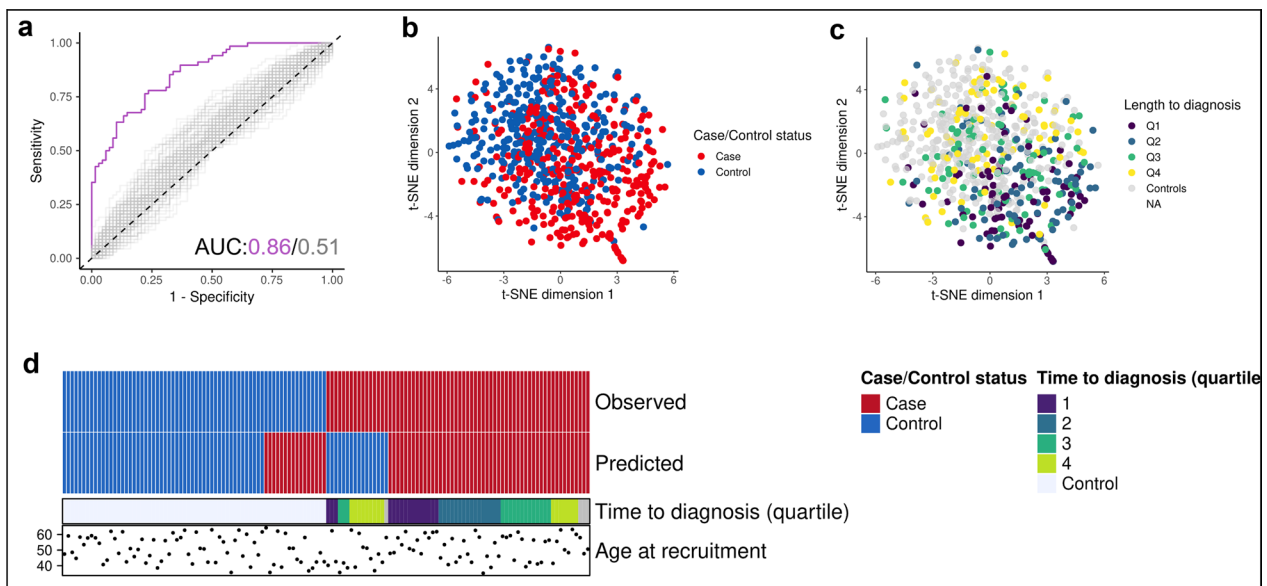 a
1.00
0.75
0.50
0.25
0.00
Sensitivity
AUC:0.86/0.51
0.00 0.25 0.50 0.75 1.00
1 - Specificity
b
4
0
-4
t-SNE dimension 2
-6 -3 0 3 6
t-SNE dimension 1
Case/Control status
Case
Control
c
4
0
-4
t-SNE dimension 2
-6 -3 0 3 6
t-SNE dimension 1
Length to diagnosis
Q1
Q2
Q3
Q4
Controls
NA
d
Observed
Predicted
Time to diagnosis (quartile)
60
50
40
Age at recruitment
Case/Control status
Case
Control
Time to diagnosis (quartile
1
2
3
4
Control